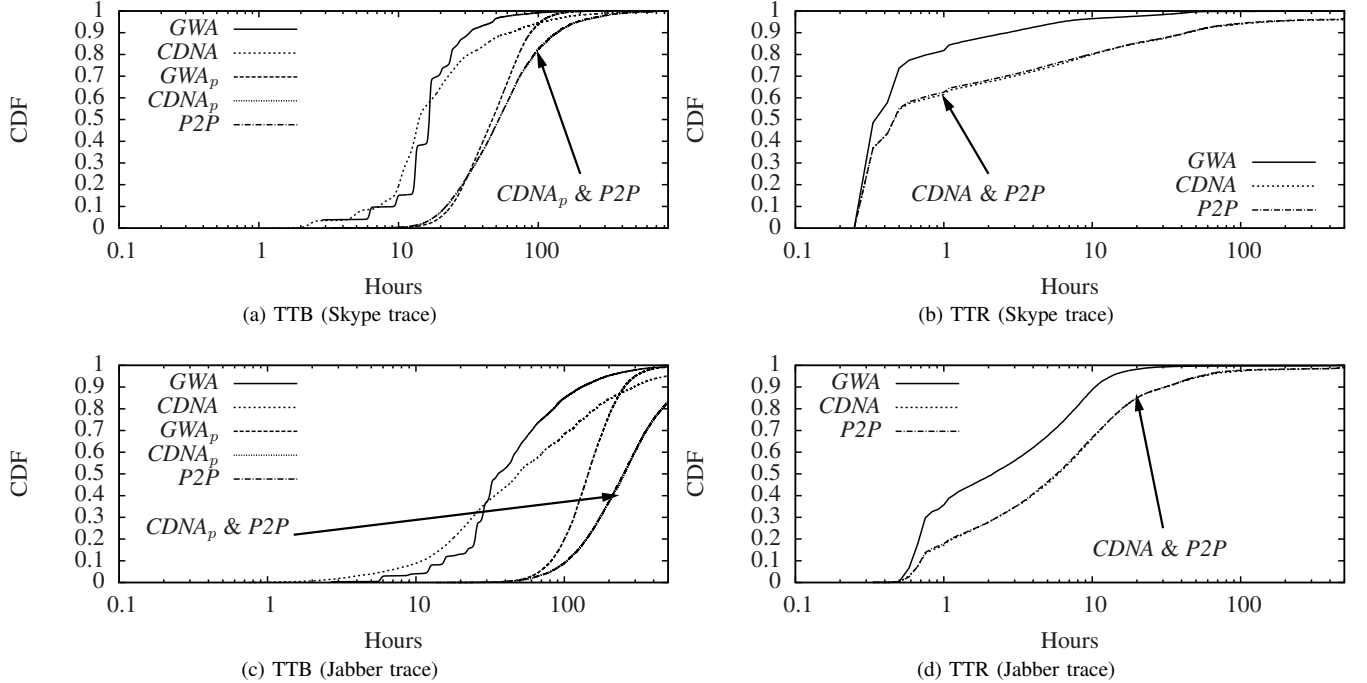 1
0.9
0.8
0.7
0.6
0.5
0.4
0.3
0.2
0.1
0
CDF
GWA
CDNA
GWAp
CDNAp
P2P
CDNAp & P2P
0.1 1 10 100
Hours
(a) TTB (Skype trace)
1
0.9
0.8
0.7
0.6
0.5
0.4
0.3
0.2
0.1
0
CDF
CDNA & P2P
GWA
CDNA
P2P
0.1 1 10 100
Hours
(b) TTR (Skype trace)
1
0.9
0.8
0.7
0.6
0.5
0.4
0.3
0.2
0.1
0
CDF
GWA
CDNA
GWAp
CDNAp
P2P
CDNAp & P2P
0.1 1 10 100
Hours
(c) TTB (Jabber trace)
1
0.9
0.8
0.7
0.6
0.5
0.4
0.3
0.2
0.1
0
CDF
GWA
CDNA
P2P
CDNA & P2P
0.1 1 10 100
Hours
(d) TTR (Jabber trace)